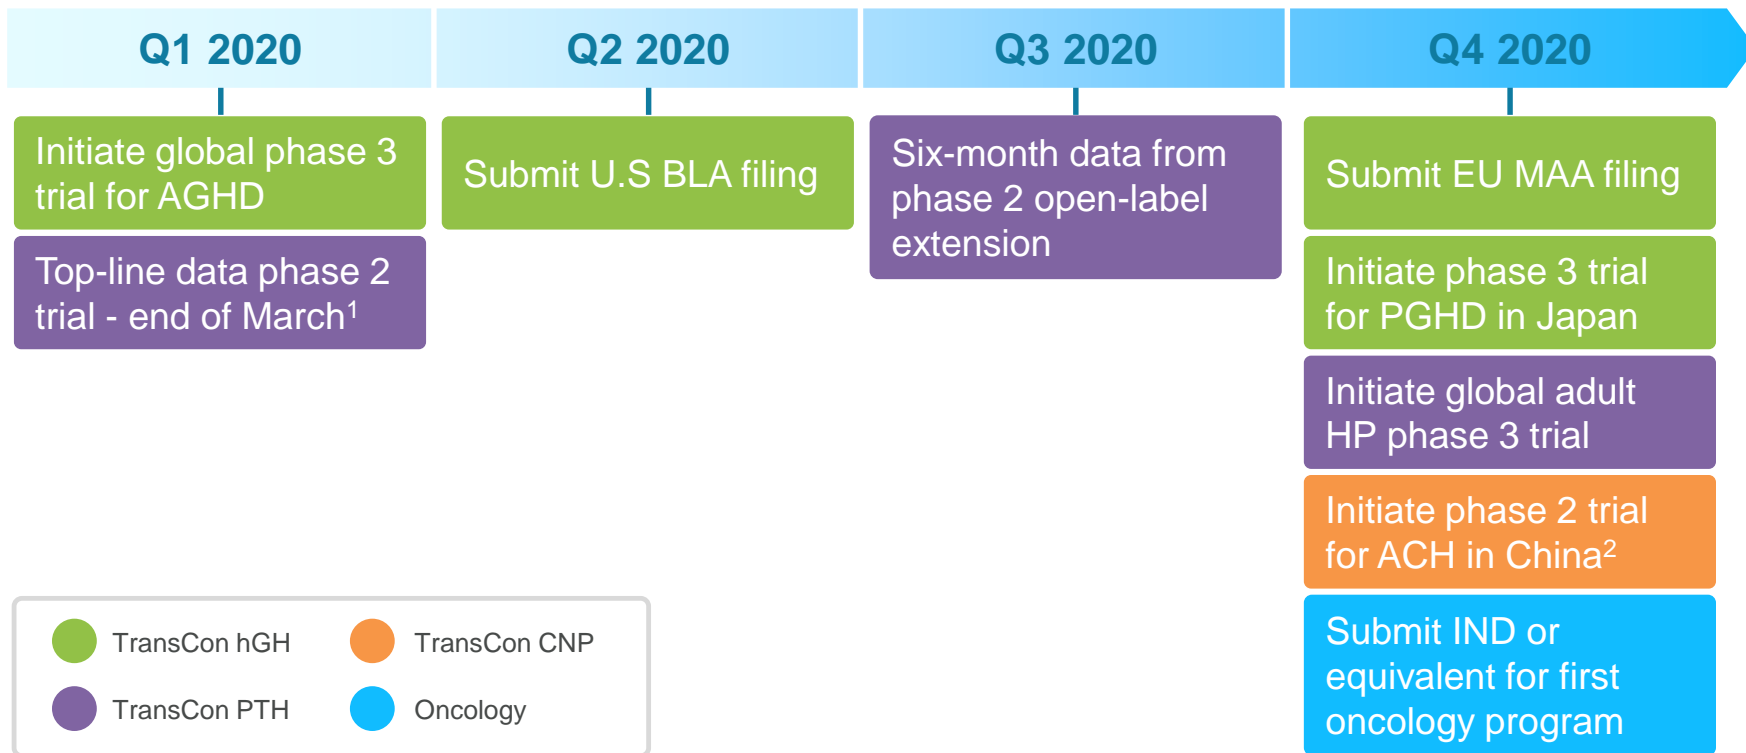 Q1 2020
Q2 2020
Q3 2020
Q4 2020
Initiate global phase 3
trial for AGHD
Top-line data phase 2
trial - end of March¹
Submit U.S BLA filing
Six-month data from
phase 2 open-label
extension
Submit EU MAA filing
Initiate phase 3 trial
for PGHD in Japan
Initiate global adult
HP phase 3 trial
Initiate phase 2 trial
for ACH in China²
Submit IND or
equivalent for first
oncology program
TransCon hGH
TransCon CNP
TransCon PTH
Oncology